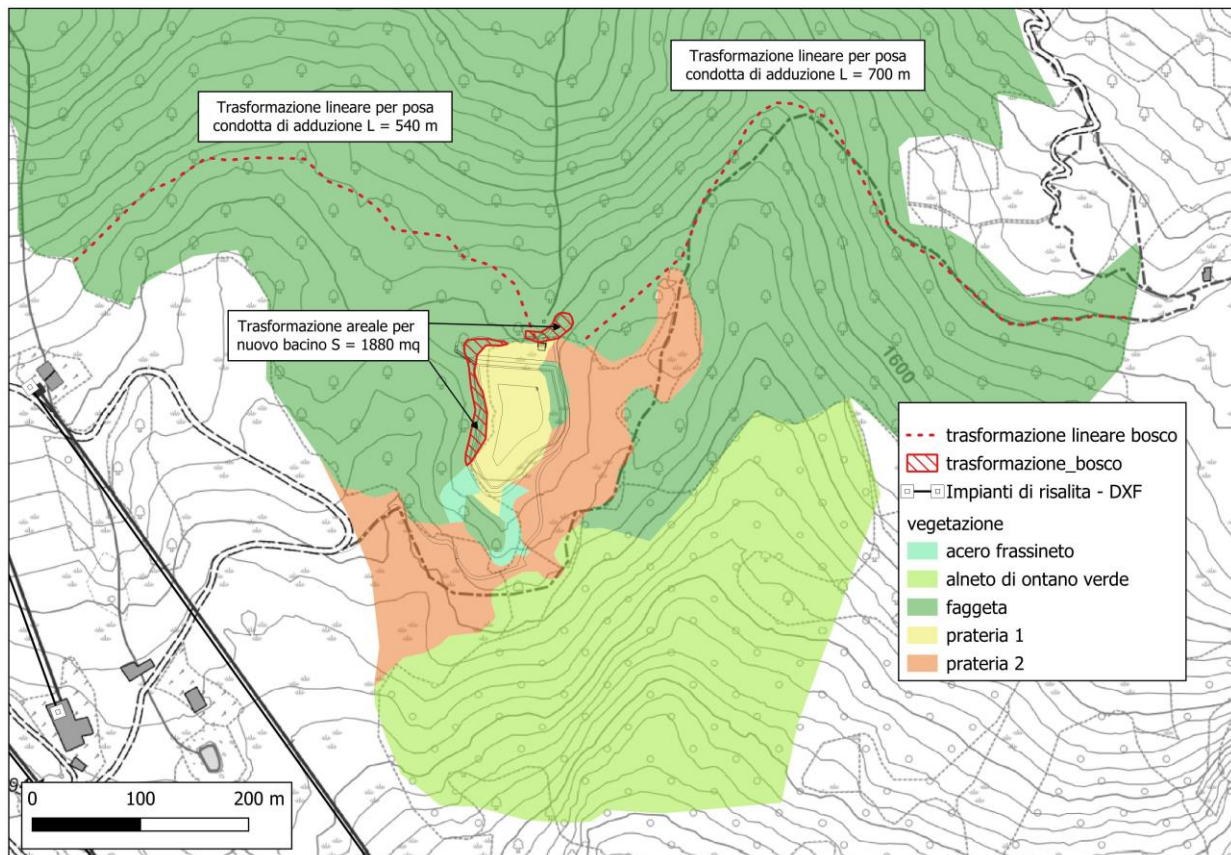 Trasformazione lineare per posa
condotta di adduzione L = 700 m
Trasformazione lineare per posa
condotta di adduzione L = 540 m
Trasformazione areale per
nuovo bacino S = 1880 mq
1600
trasformazione lineare bosco
trasformazione_bosco
Impianti di risalita - DXF
vegetazione
acero frassineto
alneto di ontano verde
faggeta
prateria 1
prateria 2
0 100 200 m